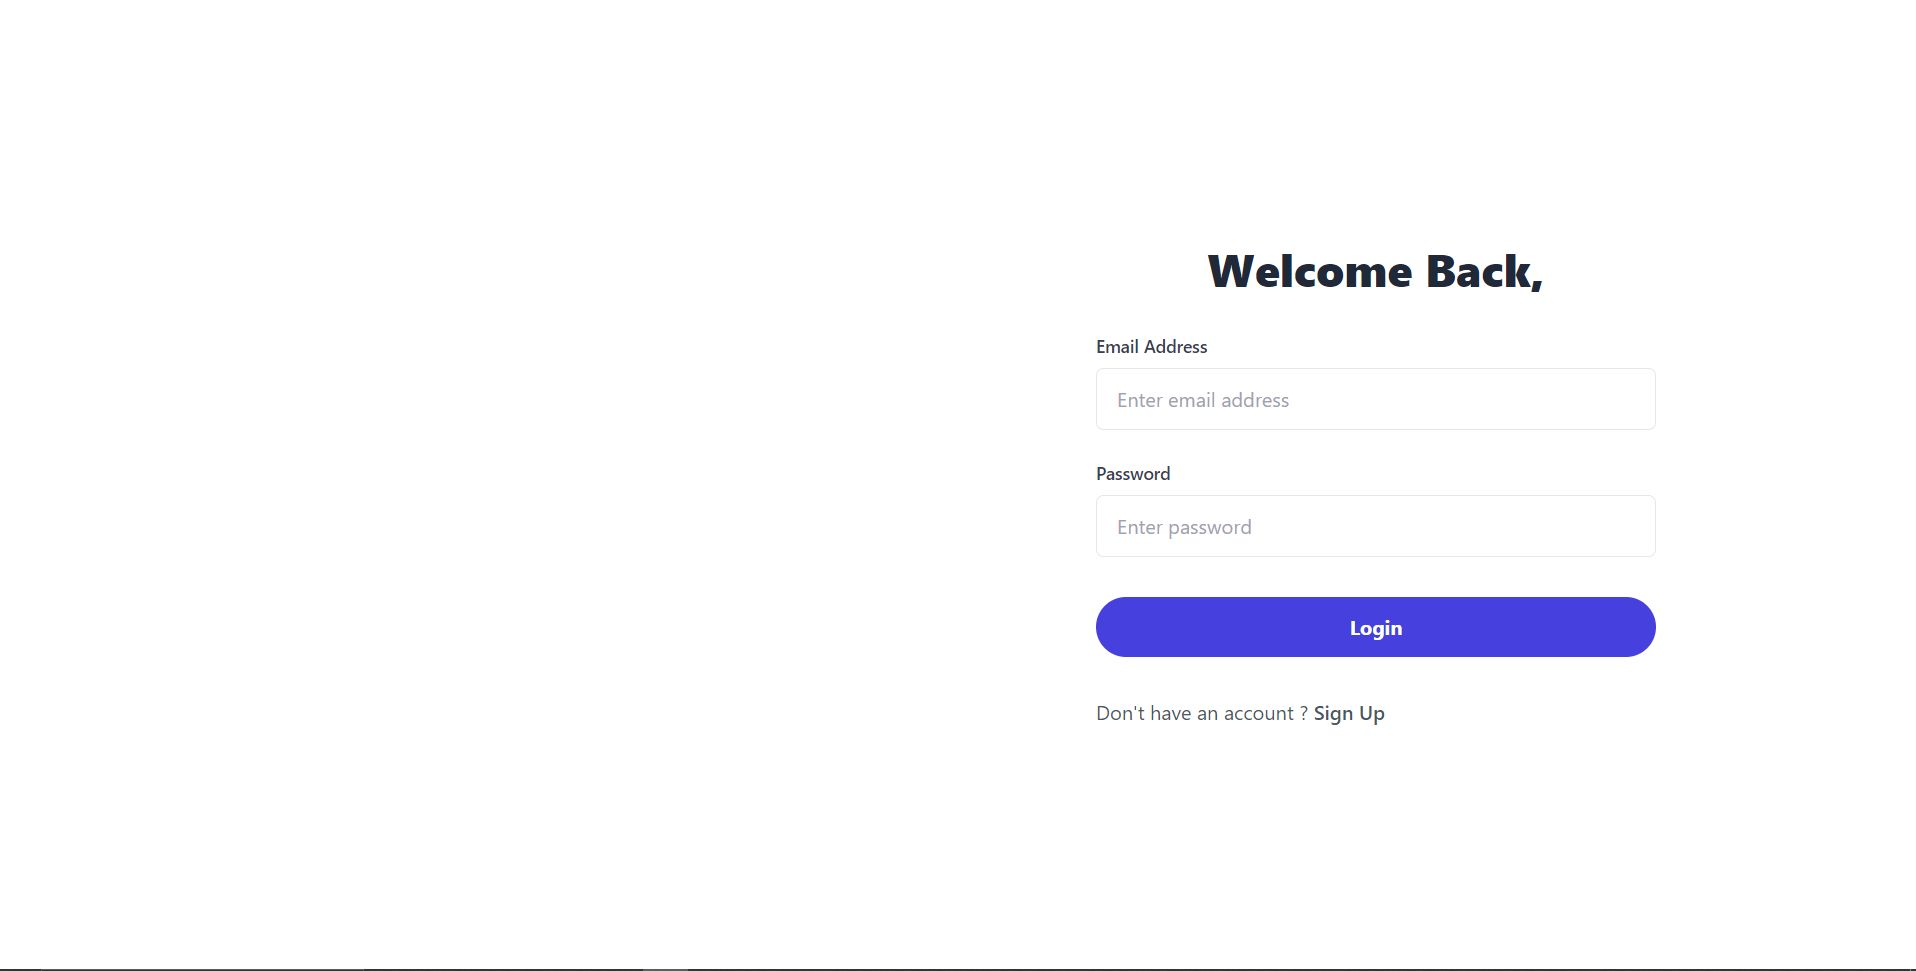 Welcome Back,
Email Address
Enter email address
Password
Enter password
Login
Don't have an account ? Sign Up